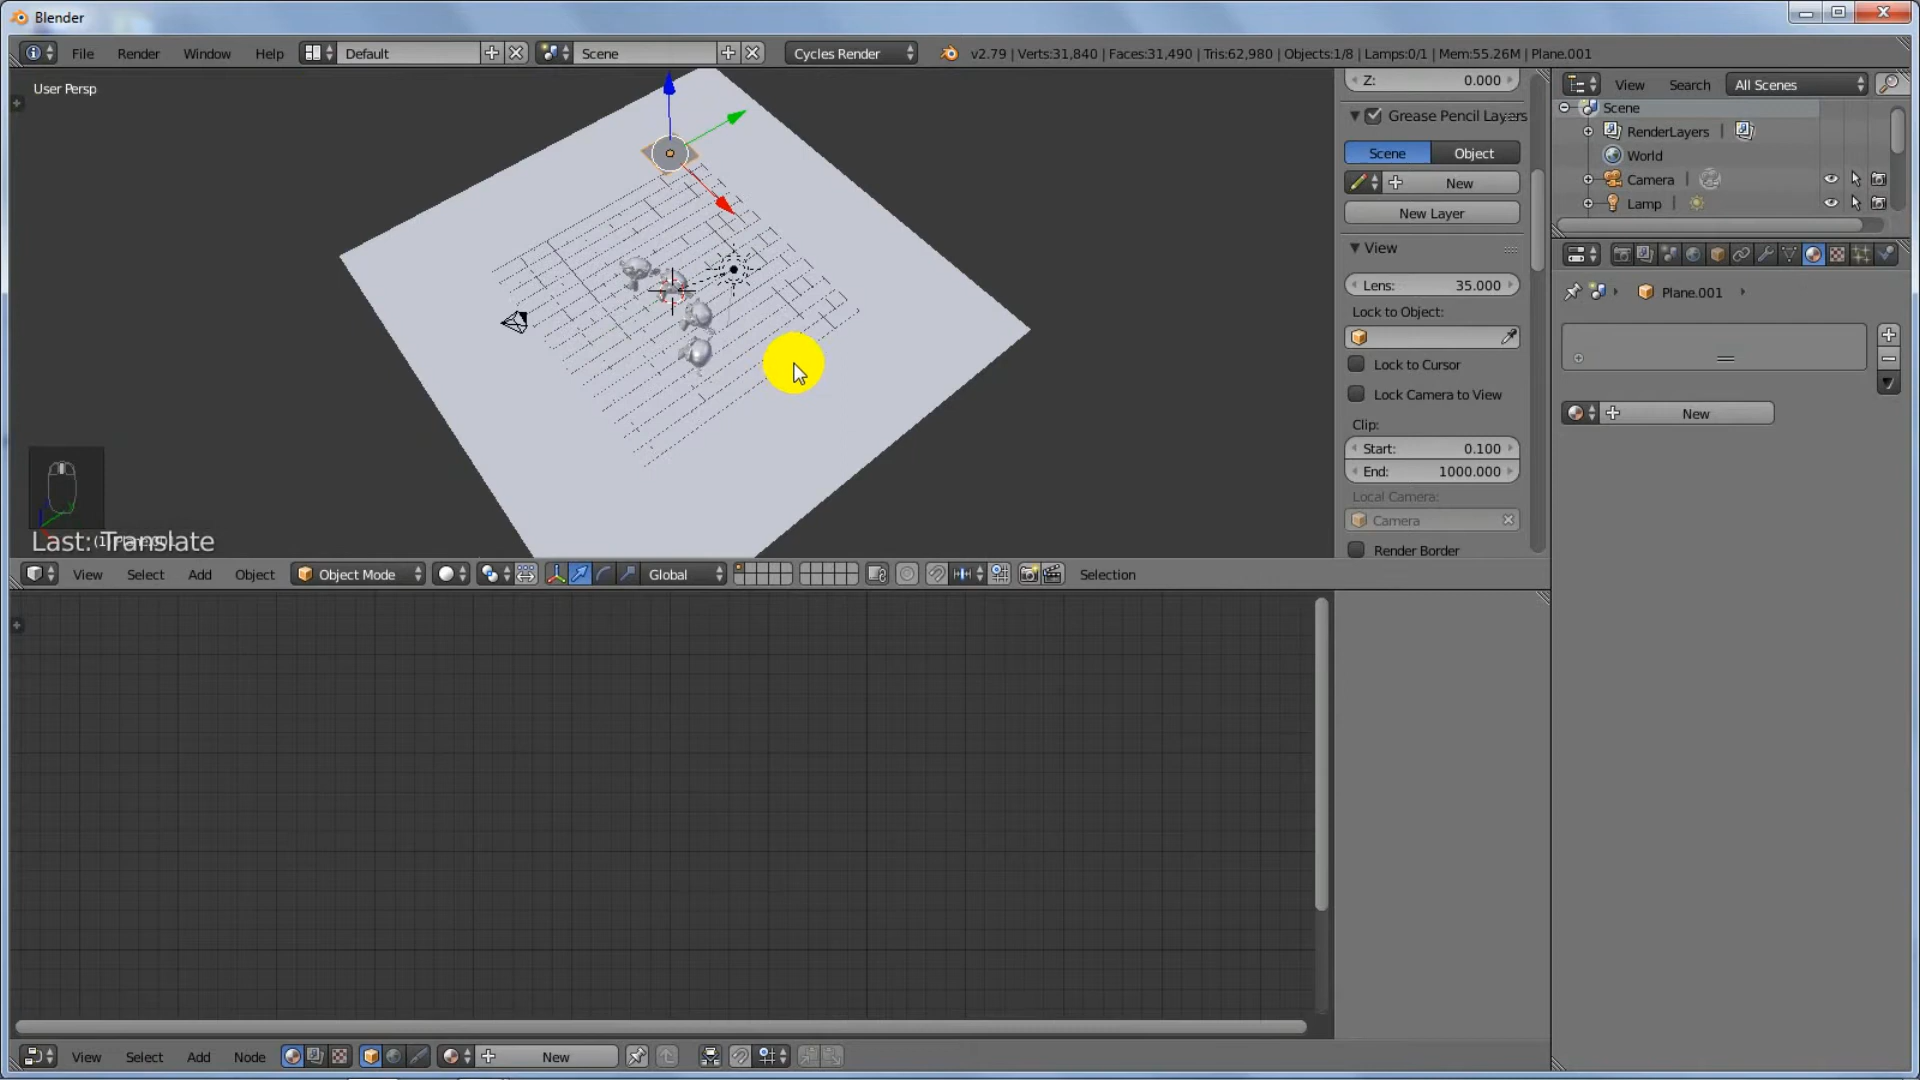 Blender
File Render Window Help Default Scene Cycles Render v2.79 | Verts:31,840 | Faces:31,490 | Tris:62,980 | Objects:1/8 | Lamps:0/1 | Mem:55.26M | Plane.001
User Persp
Last: Translate
Z: 0.000
Grease Pencil Layers
Scene Object
New
New Layer
View
Lens: 35.000
Lock to Object:
Lock to Cursor
Lock Camera to View
Clip:
Start: 0.100
End: 1000.000
Local Camera:
Camera
Render Border
View Search All Scenes
Scene
RenderLayers
World
Camera
Lamp
Plane.001
New
View Select Add Object Object Mode Global Selection
View Select Add Node New